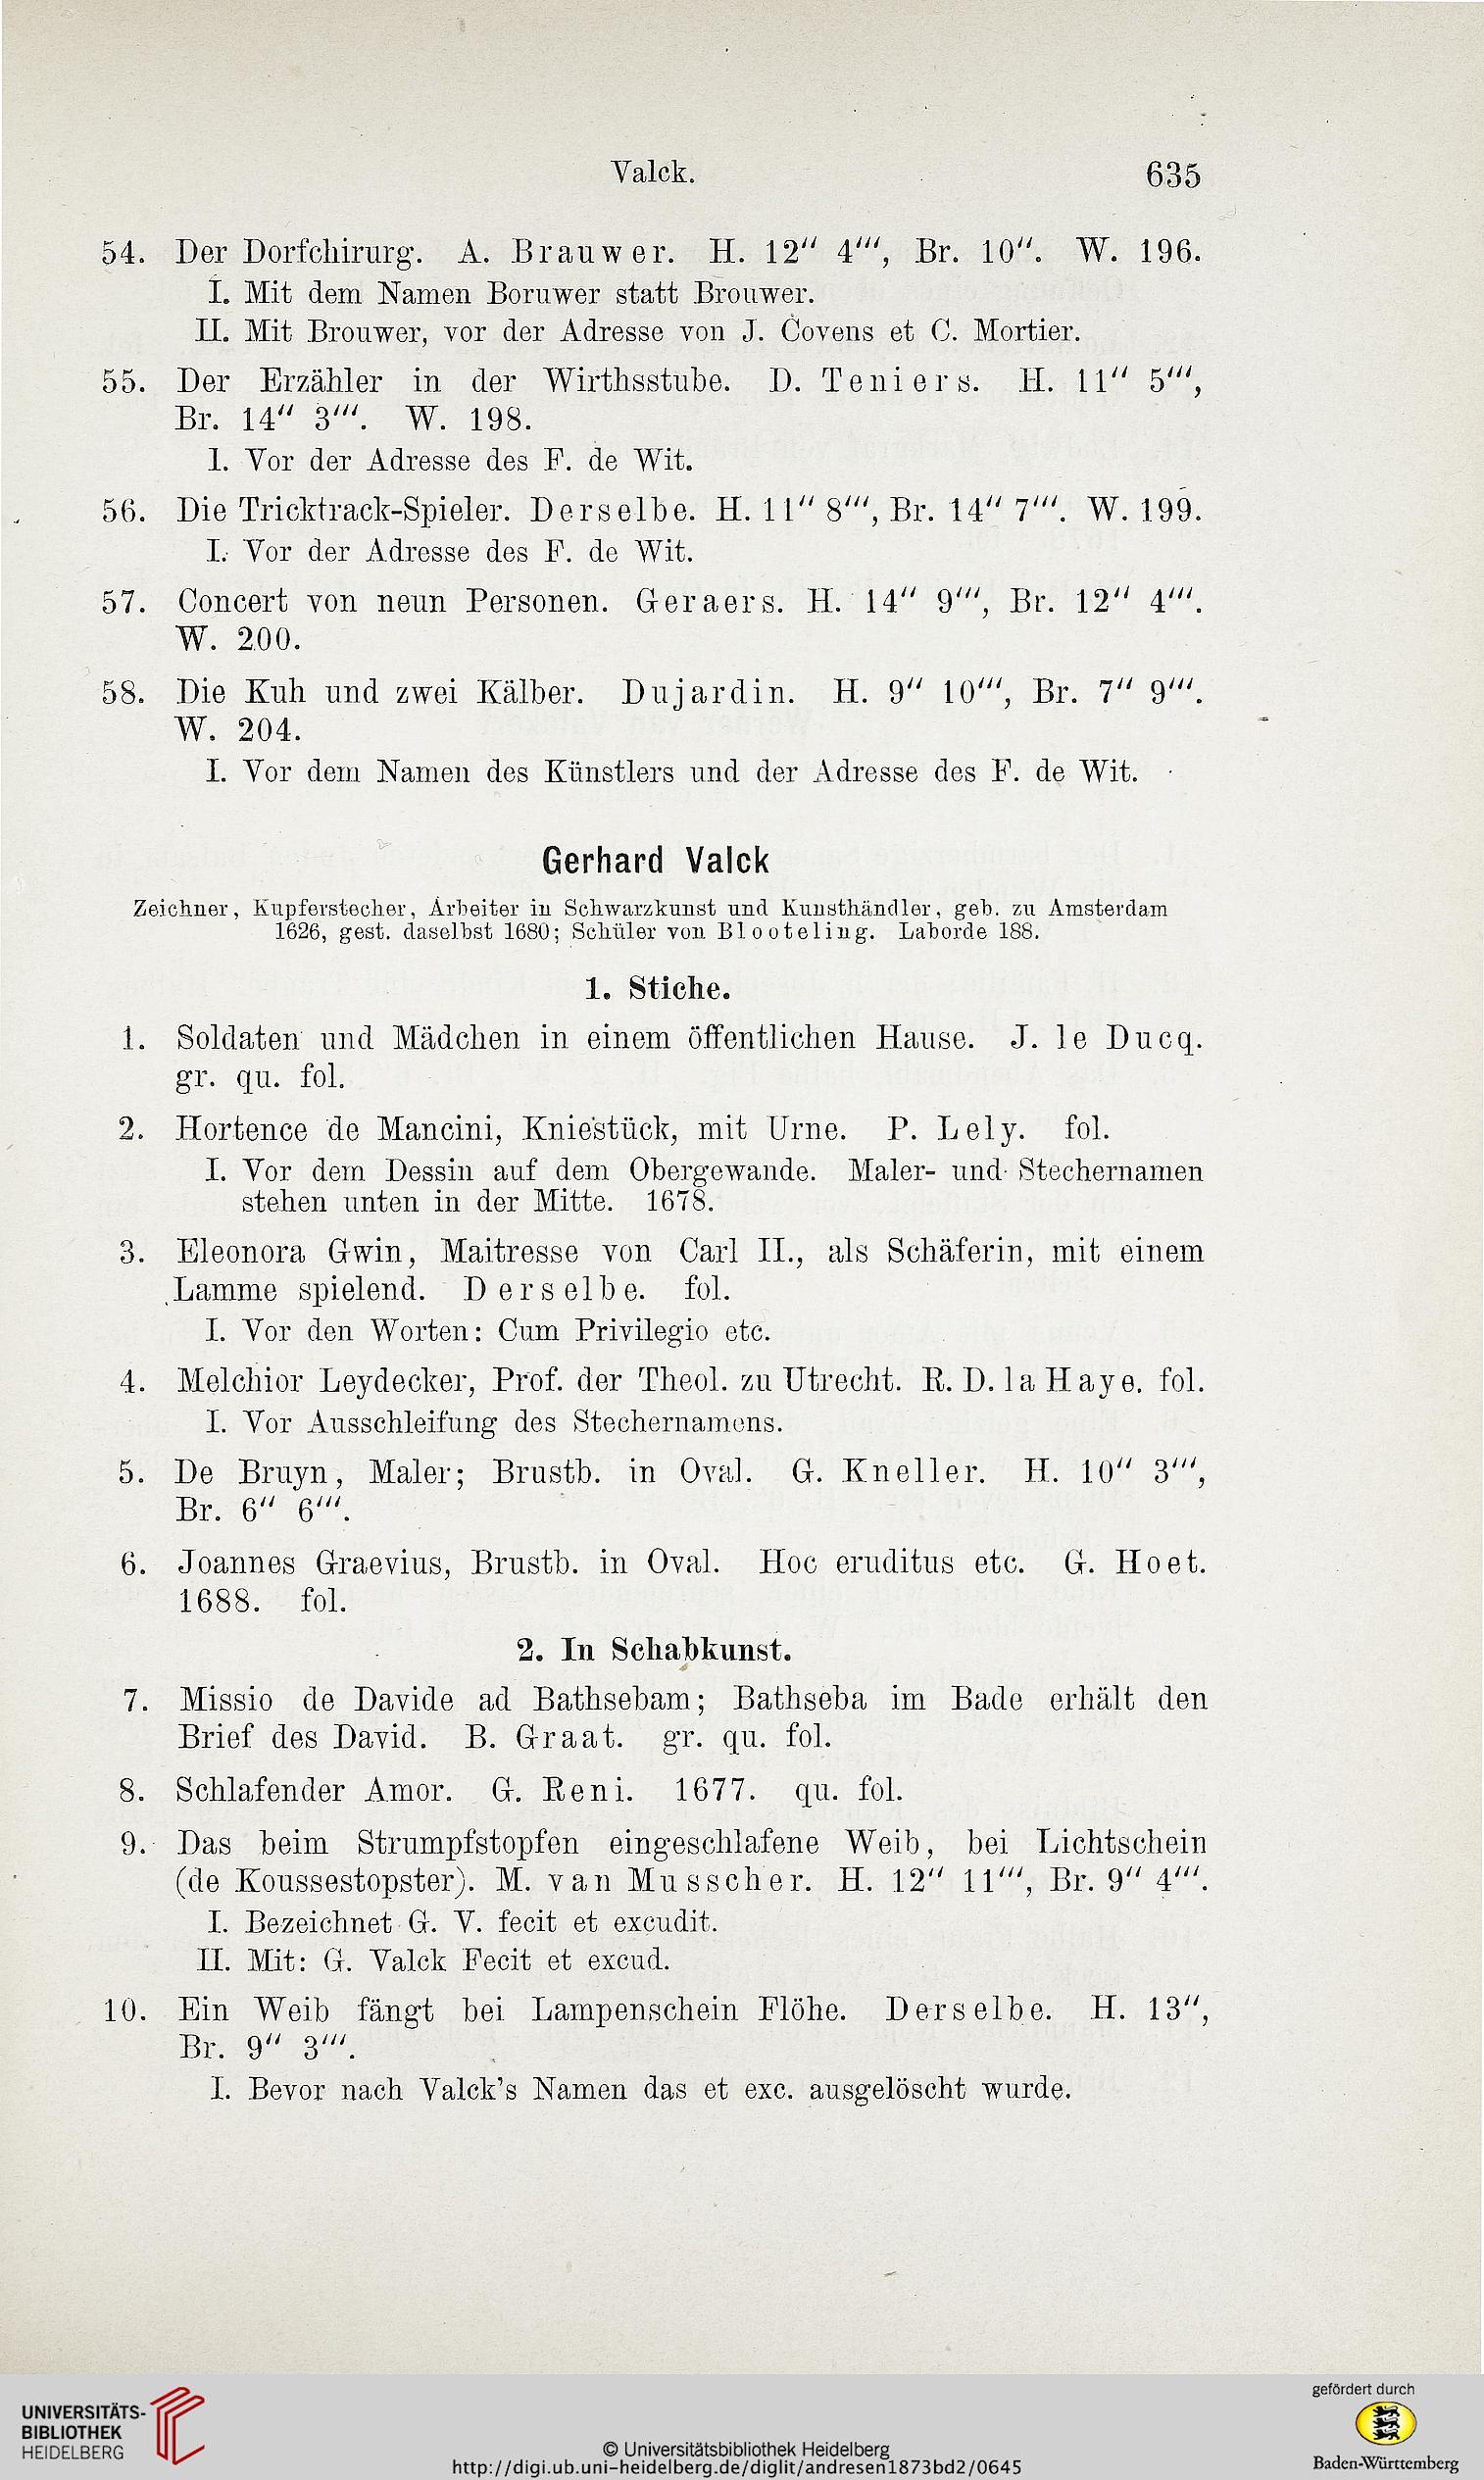 Valck. 635
54. Der Dorfchirurg. A. Brauwer. H. 12“ 4“‘, Br. 10“. W. 196.
I. Mit dem Namen Boruwer statt Brouwer.
II. Mit Brouwer, vor der Adresse von J. Covens et C. Mortier.
55. Der Erzähler in der Wirthsstube. D. Teniers. H. 11“ 5“‘,
Br. 14“ 3“‘. W. 198.
I. Vor der Adresse des F. de Wit.
56. Die Tricktrack-Spieler. Derselbe. H. 11“ 8“‘, Br. 14“ 7“‘. W. 199.
I. Vor der Adresse des F. de Wit.
57. Concert von neun Personen. Geraers. H. 14“ 9“‘, Br. 12“ 4“‘.
W. 200.
58. Die Kuh und zwei Kälber. Dujardin. H. 9“ 10“‘, Br. 7“ 9“‘.
W. 204.
I. Vor dem Namen des Künstlers und der Adresse des F. de Wit.
Gerhard Valck
Zeichner, Kupferstecher, Arbeiter in Schwarzkunst und Kunsthändler, geb. zu Amsterdam
1626, gest. daselbst 1680; Schüler von Blooteling. Laborde 188.
1. Stiche.
1. Soldaten und Mädchen in einem öffentlichen Hause. J. le Ducq.
gr. qu. fol.
2. Hortence de Mancini, Kniestück, mit Urne. P. Lely. fol.
I. Vor dem Dessin auf dem Obergewande. Maler- und Stechernamen
stehen unten in der Mitte. 1678.
3. Eleonora Gwin, Maitresse von Carl II., als Schäferin, mit einem
Lamme spielend. Derselbe. fol.
I. Vor den Worten: Cum Privilegio etc.
4. Melchior Leydecker, Prof. der Theol. zu Utrecht. R. D. la Haye. fol.
I. Vor Ausschleifung des Stechernamens.
5. De Bruyn, Maler; Brustb. in Oval. G. Kneller. H. 10“ 3“‘,
Br. 6“ 6“‘.
6. Joannes Graevius, Brustb. in Oval. Hoc eruditus etc. G. Hoet.
1688. fol.
2. In Schabkunst.
7. Missio de Davide ad Bathsebam; Bathseba im Bade erhält den
Brief des David. B. Graat. gr. qu. fol.
8. Schlafender Amor. G. Reni. 1677. qu. fol.
9. Das beim Strumpfstopfen eingeschlafene Weib, bei Lichtschein
(de Koussestopster). M. van Musscher. H. 12“ 11“‘, Br. 9“ 4“‘.
I. Bezeichnet G. V. fecit et excudit.
II. Mit: G. Valck Fecit et excud.
10. Ein Weib fängt bei Lampenschein Flöhe. Derselbe. H. 13“,
Br. 9“ 3“‘.
I. Bevor nach Valck's Namen das et exc. ausgelöscht wurde.
UNIVERSITÄTS-
BIBLIOTHEK
HEIDELBERG
© Universitätsbibliothek Heidelberg
http://digi.ub.uni-heidelberg.de/diglit/andresen1873bd2/0645
gefördert durch
Baden-Württemberg